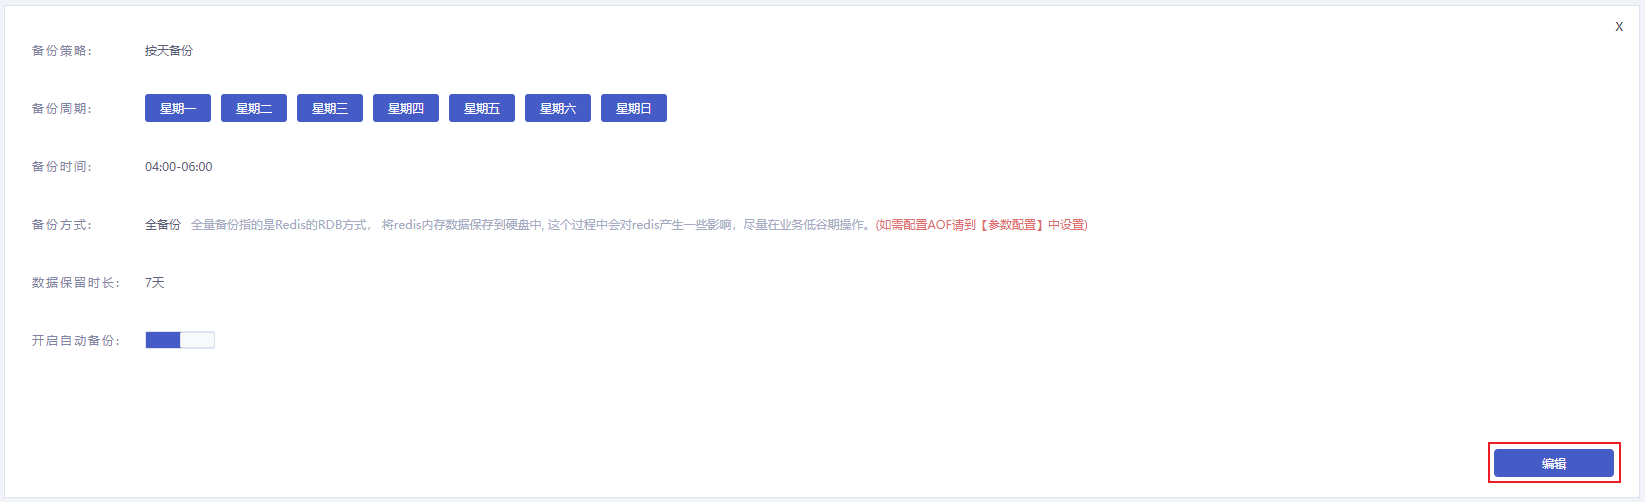 X
备份策略: 按天备份
备份周期: 星期一 星期二 星期三 星期四 星期五 星期六 星期日
备份时间: 04:00-06:00
备份方式: 全备份 全量备份指的是Redis的RDB方式， 将redis内存数据保存到硬盘中, 这个过程中会对redis产生一些影响，尽量在业务低谷期操作。(如需配置AOF请到【参数配置】中设置)
数据保留时长: 7天
开启自动备份:
编辑